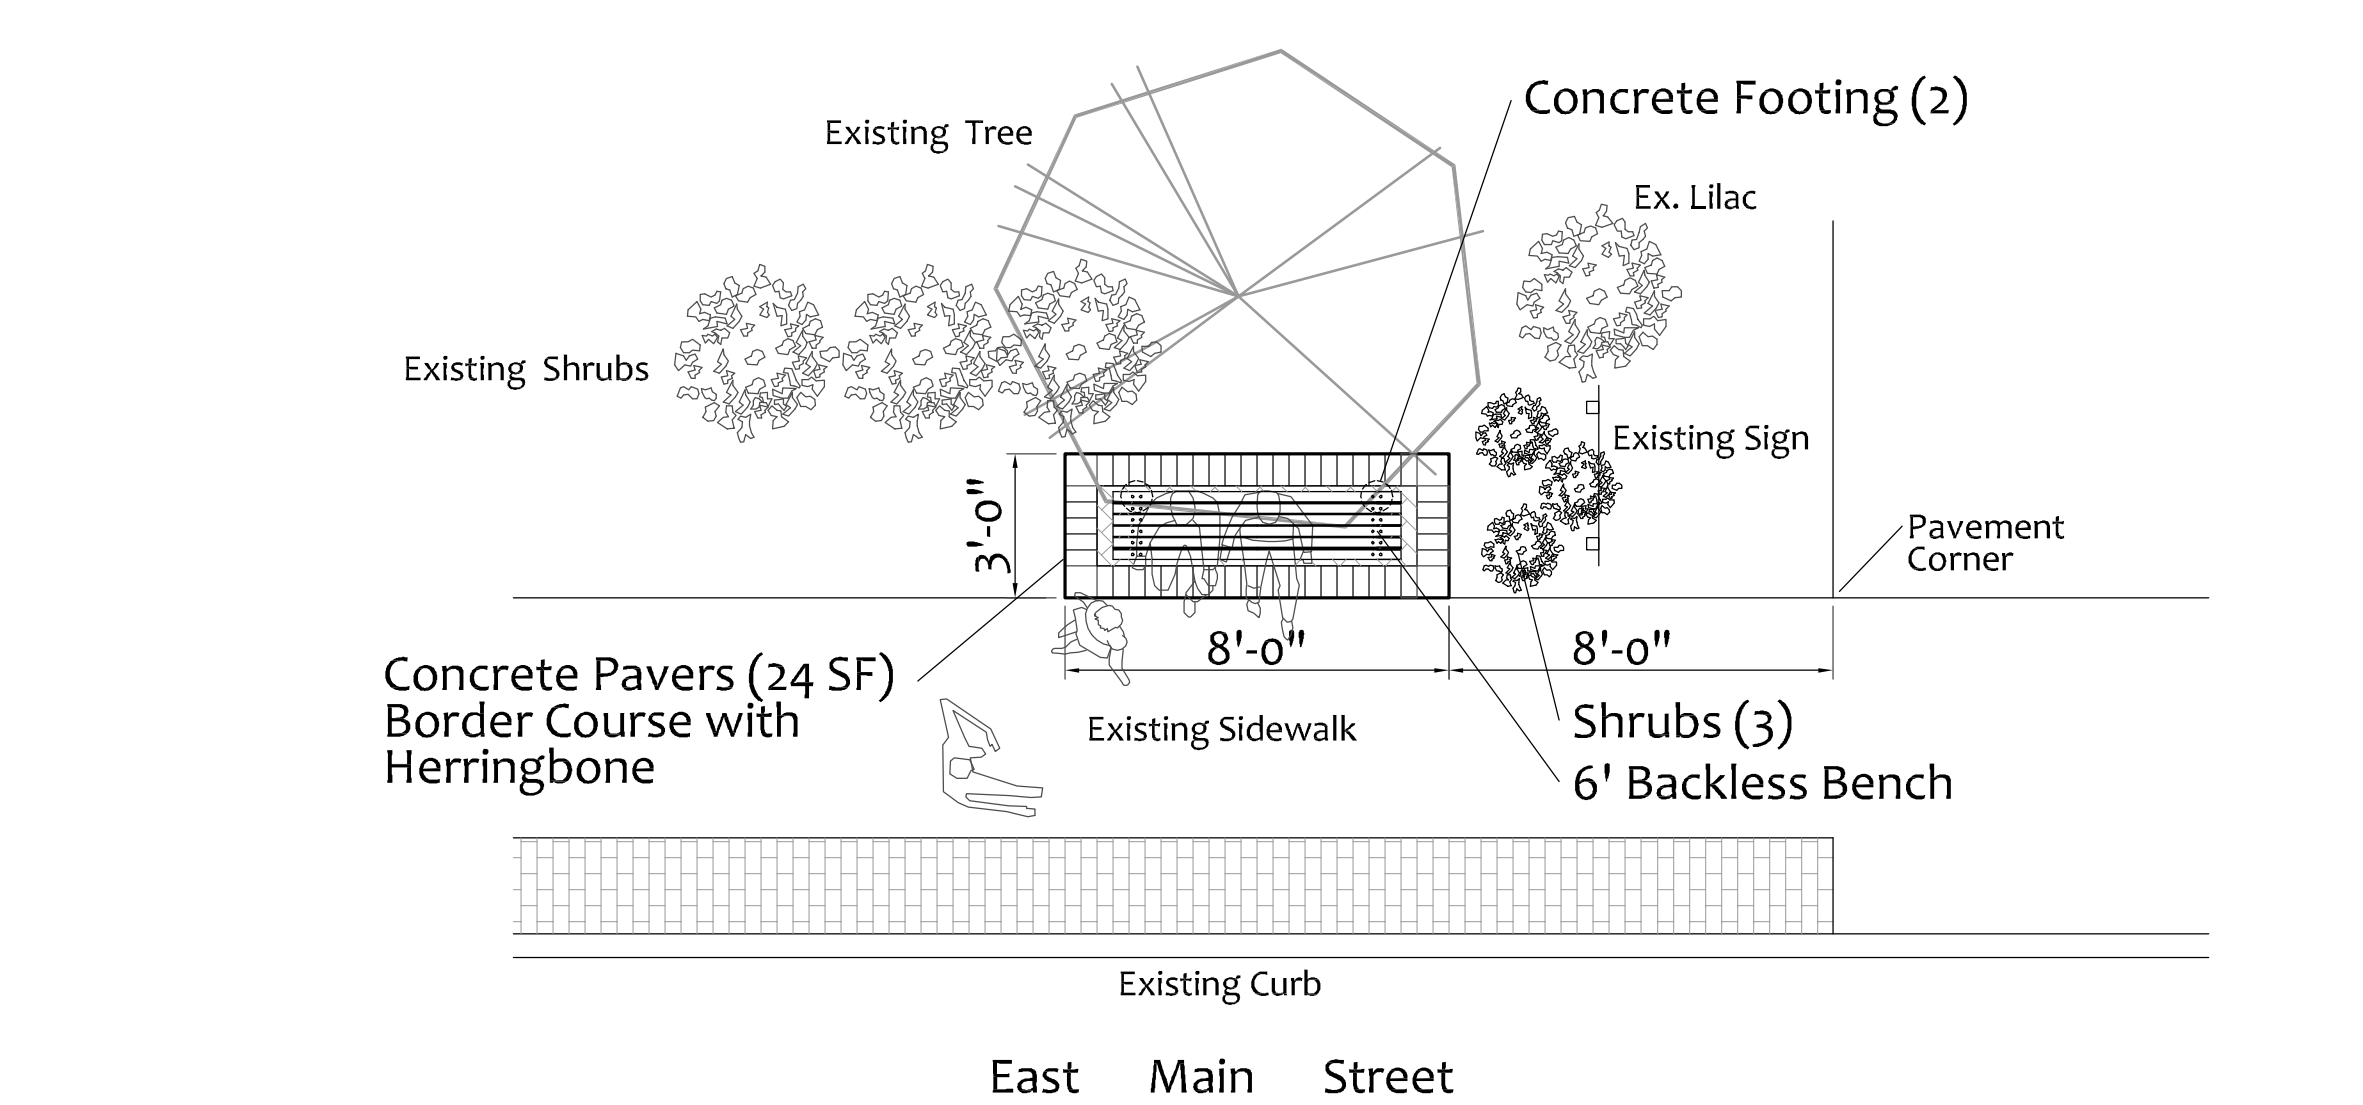 Concrete Footing (2)
Existing Tree
Ex. Lilac
Existing Shrubs
Existing Sign
3'-0"
Pavement
Corner
8'-0"
8'-0"
Concrete Pavers (24 SF)
Border Course with
Herringbone
Existing Sidewalk
Shrubs (3)
6' Backless Bench
Existing Curb
East Main Street